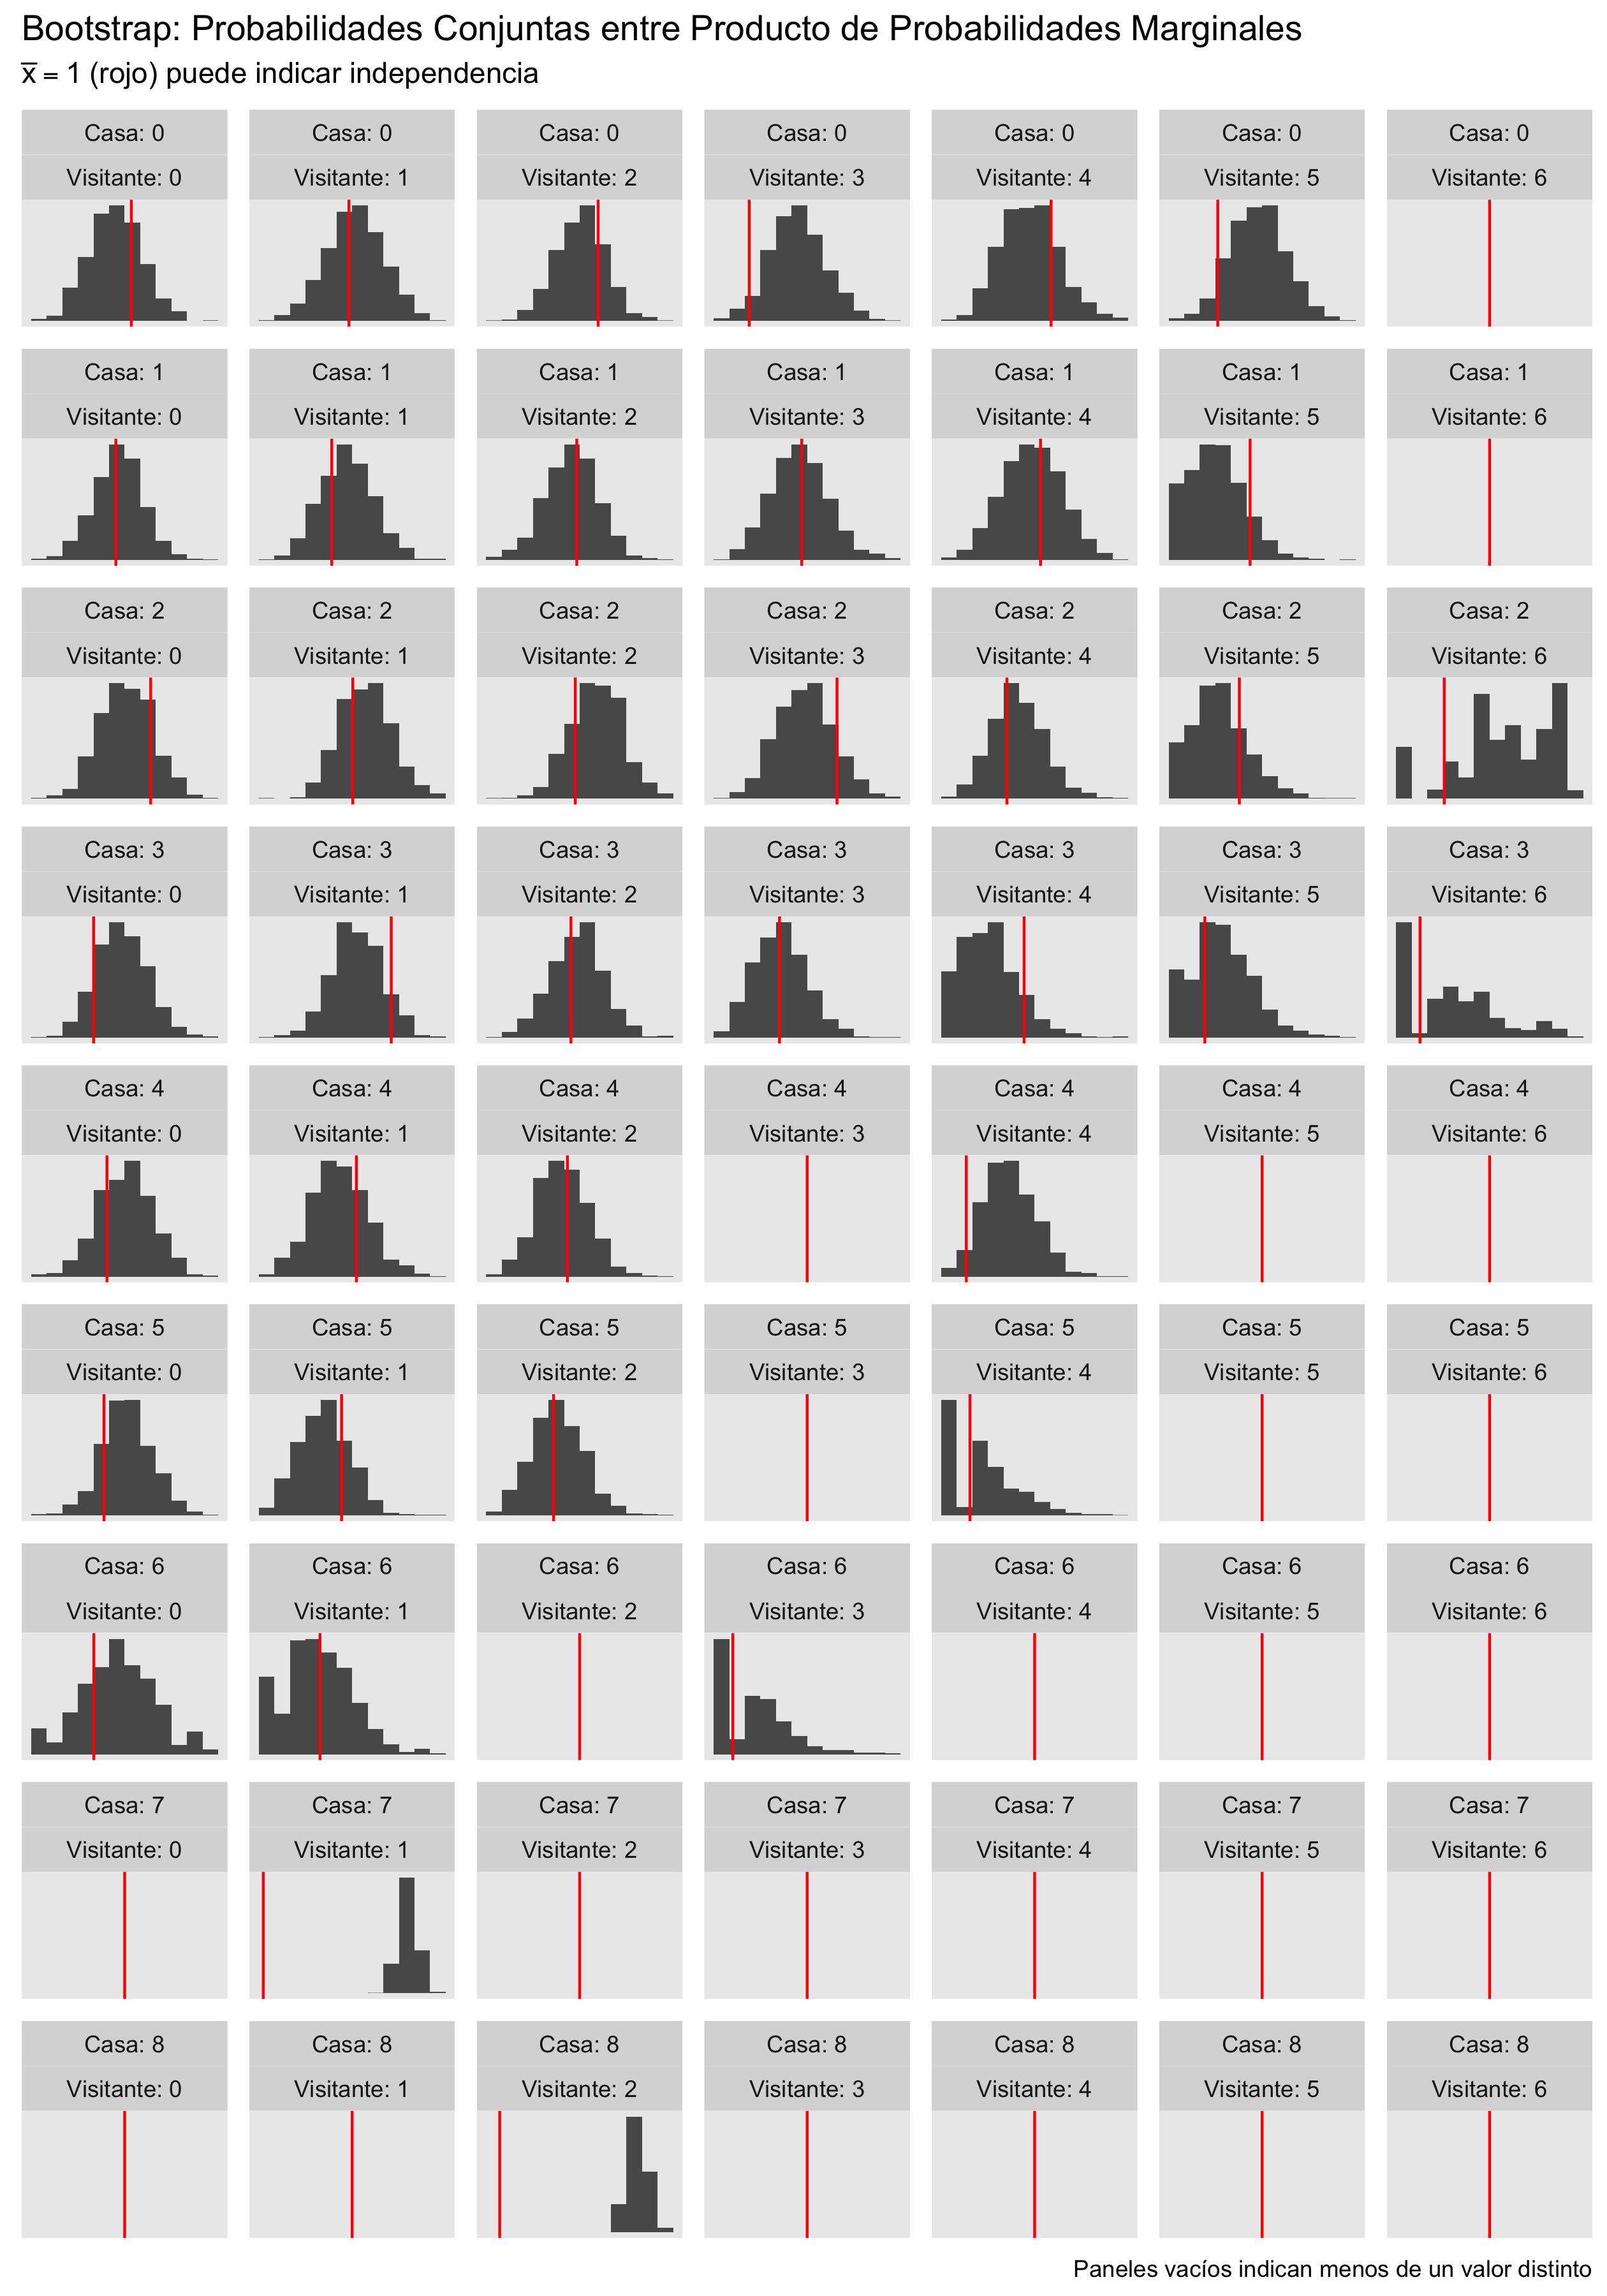 Bootstrap: Probabilidades Conjuntas entre Producto de Probabilidades Marginales
x̅ = 1 (rojo) puede indicar independencia
Casa: 0 Casa: 0 Casa: 0 Casa: 0 Casa: 0 Casa: 0 Casa: 0
Visitante: 0 Visitante: 1 Visitante: 2 Visitante: 3 Visitante: 4 Visitante: 5 Visitante: 6
Casa: 1 Casa: 1 Casa: 1 Casa: 1 Casa: 1 Casa: 1 Casa: 1
Visitante: 0 Visitante: 1 Visitante: 2 Visitante: 3 Visitante: 4 Visitante: 5 Visitante: 6
Casa: 2 Casa: 2 Casa: 2 Casa: 2 Casa: 2 Casa: 2 Casa: 2
Visitante: 0 Visitante: 1 Visitante: 2 Visitante: 3 Visitante: 4 Visitante: 5 Visitante: 6
Casa: 3 Casa: 3 Casa: 3 Casa: 3 Casa: 3 Casa: 3 Casa: 3
Visitante: 0 Visitante: 1 Visitante: 2 Visitante: 3 Visitante: 4 Visitante: 5 Visitante: 6
Casa: 4 Casa: 4 Casa: 4 Casa: 4 Casa: 4 Casa: 4 Casa: 4
Visitante: 0 Visitante: 1 Visitante: 2 Visitante: 3 Visitante: 4 Visitante: 5 Visitante: 6
Casa: 5 Casa: 5 Casa: 5 Casa: 5 Casa: 5 Casa: 5 Casa: 5
Visitante: 0 Visitante: 1 Visitante: 2 Visitante: 3 Visitante: 4 Visitante: 5 Visitante: 6
Casa: 6 Casa: 6 Casa: 6 Casa: 6 Casa: 6 Casa: 6 Casa: 6
Visitante: 0 Visitante: 1 Visitante: 2 Visitante: 3 Visitante: 4 Visitante: 5 Visitante: 6
Casa: 7 Casa: 7 Casa: 7 Casa: 7 Casa: 7 Casa: 7 Casa: 7
Visitante: 0 Visitante: 1 Visitante: 2 Visitante: 3 Visitante: 4 Visitante: 5 Visitante: 6
Casa: 8 Casa: 8 Casa: 8 Casa: 8 Casa: 8 Casa: 8 Casa: 8
Visitante: 0 Visitante: 1 Visitante: 2 Visitante: 3 Visitante: 4 Visitante: 5 Visitante: 6
Paneles vacíos indican menos de un valor distinto